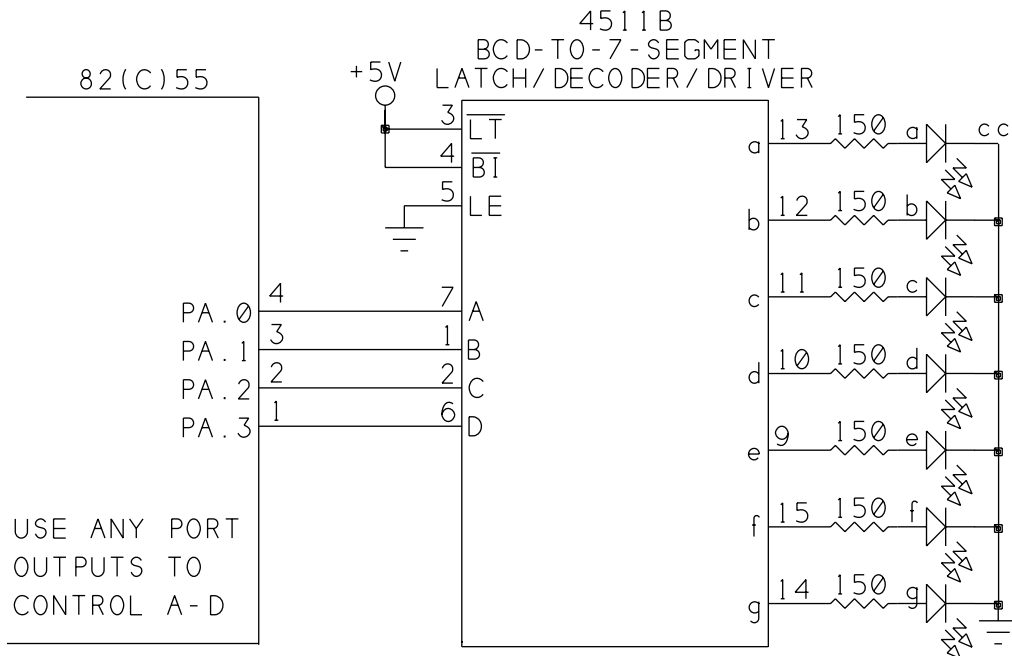 4511B
BCD-TO-7-SEGMENT
LATCH/DECODER/DRIVER
82(C)55
+5V
3 LT
4 BI
5 LE
PA.0 4 7 A
PA.1 3 1 B
PA.2 2 2 C
PA.3 1 6 D
USE ANY PORT
OUTPUTS TO
CONTROL A-D
a 13 150 a cc
b 12 150 b
c 11 150 c
d 10 150 d
e 9 150 e
f 15 150 f
g 14 150 g